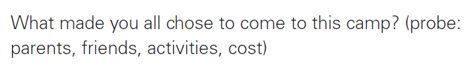 What made you all chose to come to this camp? (probe:
parents, friends, activities, cost)